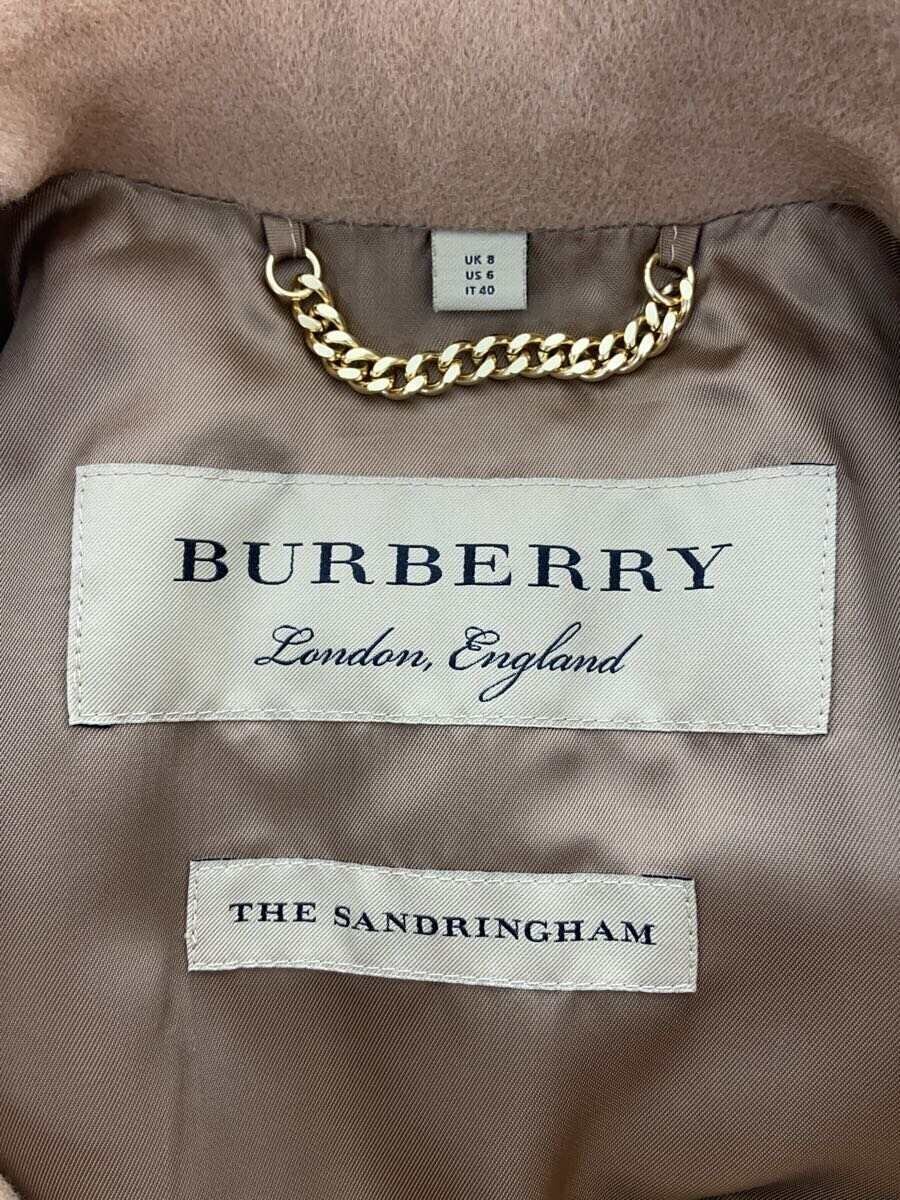 UK 8
US 6
IT 40
BURBERRY
London, England
THE SANDRINGHAM